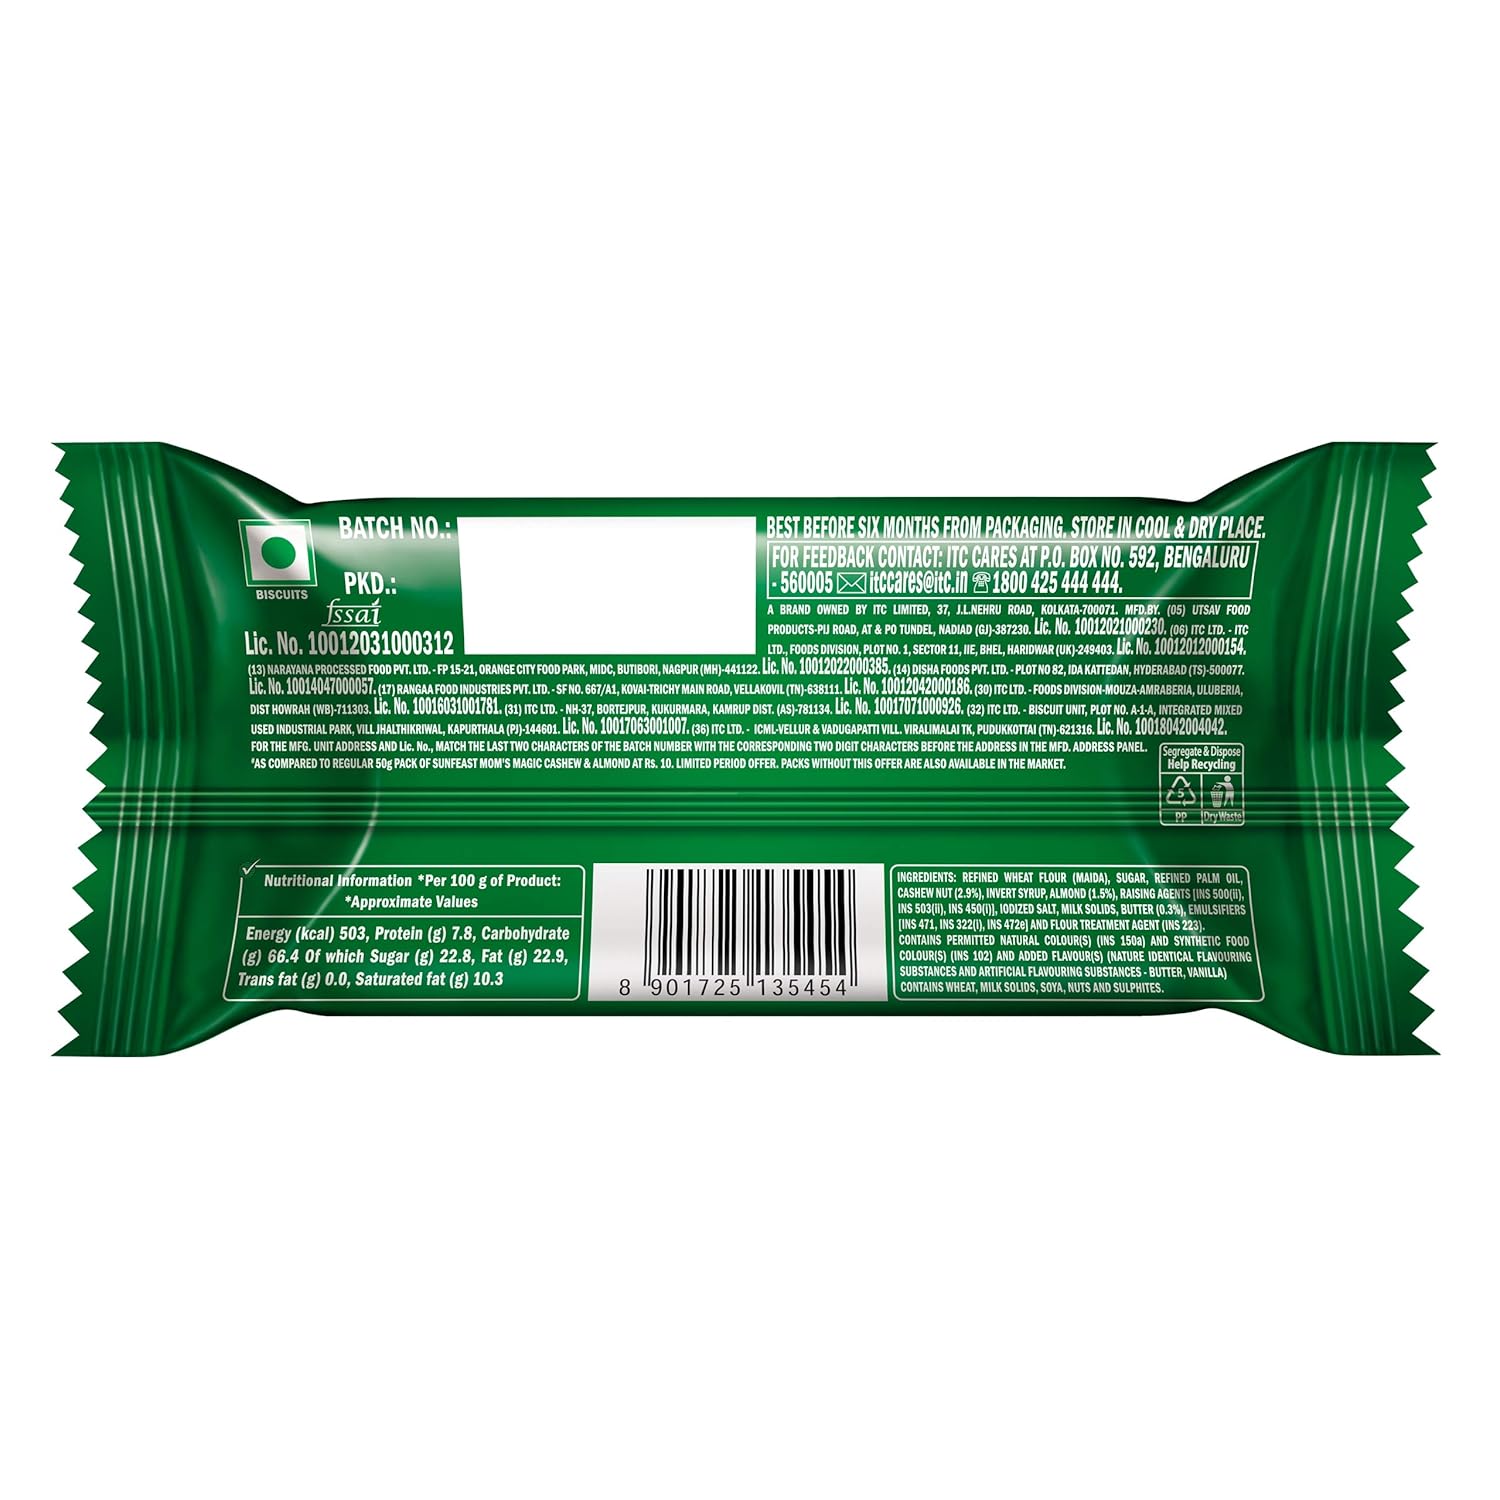 BATCH NO.:
PKD.:
BISCUITS
fssai
Lic. No. 10012031000312
BEST BEFORE SIX MONTHS FROM PACKAGING. STORE IN COOL & DRY PLACE.
FOR FEEDBACK CONTACT: ITC CARES AT P.O. BOX NO. 592, BENGALURU
- 560005 itccares@itc.in 1800 425 444 444.
A BRAND OWNED BY ITC LIMITED, 37, J.L.NEHRU ROAD, KOLKATA-700071. MFD.BY. (05) UTSAV FOOD
PRODUCTS-PIJ ROAD, AT & PO TUNDEL, NADIAD (GJ)-387230. Lic. No. 10012021000230. (06) ITC LTD. - ITC
LTD., FOODS DIVISION, PLOT NO. 1, SECTOR 11, IIE, BHEL, HARIDWAR (UK)-249403. Lic. No. 10012012000154.
(13) NARAYANA PROCESSED FOOD PVT. LTD. - FP 15-21, ORANGE CITY FOOD PARK, MIDC, BUTIBORI, NAGPUR (MH)-441122. Lic. No. 10012022000385. (14) DISHA FOODS PVT. LTD. - PLOT NO 82, IDA KATTEDAN, HYDERABAD (TS)-500077.
Lic. No. 10014047000057. (17) RANGAA FOOD INDUSTRIES PVT. LTD. - SF NO. 667/A1, KOVAI-TRICHY MAIN ROAD, VELLAKOVIL (TN)-638111. Lic. No. 10012042000186. (30) ITC LTD. - FOODS DIVISION-MOUZA-AMRABERIA, ULUBERIA,
DIST HOWRAH (WB)-711303. Lic. No. 10016031001781. (31) ITC LTD. - NH-37, BORTEJPUR, KUKURMARA, KAMRUP DIST. (AS)-781134. Lic. No. 10017071000926. (32) ITC LTD. - BISCUIT UNIT, PLOT NO. A-1-A, INTEGRATED MIXED
USED INDUSTRIAL PARK, VILL JHALTHIKRIWAL, KAPURTHALA (PJ)-144601. Lic. No. 10017063001007. (36) ITC LTD. - ICML-VELLUR & VADUGAPATTI VILL. VIRALIMALAI TK, PUDUKKOTTAI (TN)-621316. Lic. No. 10018042004042.
FOR THE MFG. UNIT ADDRESS AND Lic. No., MATCH THE LAST TWO CHARACTERS OF THE BATCH NUMBER WITH THE CORRESPONDING TWO DIGIT CHARACTERS BEFORE THE ADDRESS IN THE MFD. ADDRESS PANEL.
*AS COMPARED TO REGULAR 50g PACK OF SUNFEAST MOM'S MAGIC CASHEW & ALMOND AT Rs. 10. LIMITED PERIOD OFFER. PACKS WITHOUT THIS OFFER ARE ALSO AVAILABLE IN THE MARKET.
Segregate & Dispose
Help Recycling
5
PP Dry Waste
Nutritional Information *Per 100 g of Product:
*Approximate Values
Energy (kcal) 503, Protein (g) 7.8, Carbohydrate
(g) 66.4 Of which Sugar (g) 22.8, Fat (g) 22.9,
Trans fat (g) 0.0, Saturated fat (g) 10.3
8 901725 135454
INGREDIENTS: REFINED WHEAT FLOUR (MAIDA), SUGAR, REFINED PALM OIL,
CASHEW NUT (2.9%), INVERT SYRUP, ALMOND (1.5%), RAISING AGENTS [INS 500(ii),
INS 503(ii), INS 450(i)], IODIZED SALT, MILK SOLIDS, BUTTER (0.3%), EMULSIFIERS
[INS 471, INS 322(i), INS 472e] AND FLOUR TREATMENT AGENT (INS 223).
CONTAINS PERMITTED NATURAL COLOUR(S) (INS 150a) AND SYNTHETIC FOOD
COLOUR(S) (INS 102) AND ADDED FLAVOUR(S) (NATURE IDENTICAL FLAVOURING
SUBSTANCES AND ARTIFICIAL FLAVOURING SUBSTANCES - BUTTER, VANILLA)
CONTAINS WHEAT, MILK SOLIDS, SOYA, NUTS AND SULPHITES.